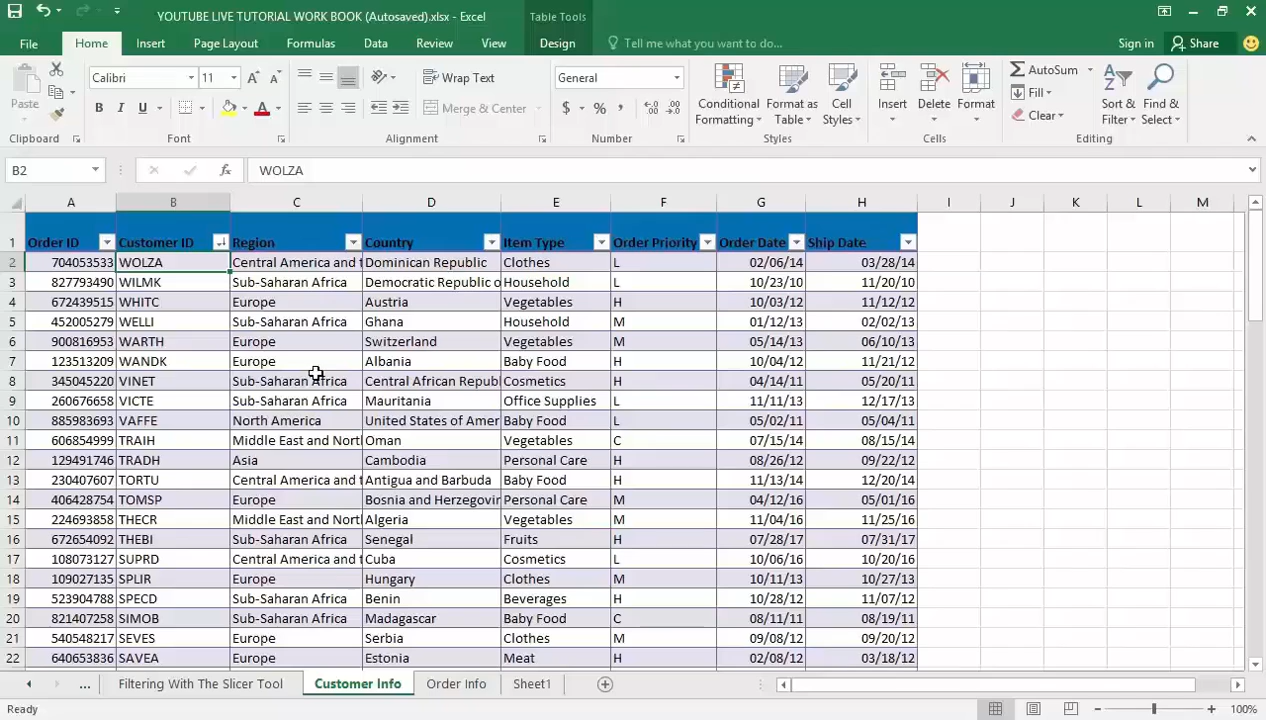 YOUTUBE LIVE TUTORIAL WORK BOOK (Autosaved).xlsx - Excel
Table Tools
File Home Insert Page Layout Formulas Data Review View Design Tell me what you want to do... Sign in Share
Paste
Calibri 11
B I U
Wrap Text
Merge & Center
General
$ % ,
Conditional Formatting
Format as Table
Cell Styles
Insert Delete Format
AutoSum
Fill
Clear
Sort & Filter
Find & Select
Clipboard Font Alignment Number Styles Cells Editing
B2 fx WOLZA
A B C D E F G H I J K L M
1 Order ID Customer ID Region Country Item Type Order Priority Order Date Ship Date
2 704053533 WOLZA Central America and t Dominican Republic Clothes L 02/06/14 03/28/14
3 827793490 WILMK Sub-Saharan Africa Democratic Republic o Household L 10/23/10 11/20/10
4 672439515 WHITC Europe Austria Vegetables H 10/03/12 11/12/12
5 452005279 WELLI Sub-Saharan Africa Ghana Household M 01/12/13 02/02/13
6 900816953 WARTH Europe Switzerland Vegetables M 05/14/13 06/10/13
7 123513209 WANDK Europe Albania Baby Food H 10/04/12 11/21/12
8 345045220 VINET Sub-Saharan Africa Central African Republ Cosmetics H 04/14/11 05/20/11
9 260676658 VICTE Sub-Saharan Africa Mauritania Office Supplies L 11/11/13 12/17/13
10 885983693 VAFFE North America United States of Amer Baby Food L 05/02/11 05/04/11
11 606854999 TRAIH Middle East and Nort Oman Vegetables C 07/15/14 08/15/14
12 129491746 TRADH Asia Cambodia Personal Care H 08/26/12 09/22/12
13 230407607 TORTU Central America and t Antigua and Barbuda Baby Food H 11/13/14 12/20/14
14 406428754 TOMSP Europe Bosnia and Herzegovin Personal Care M 04/12/16 05/01/16
15 224693858 THECR Middle East and Nort Algeria Vegetables M 11/04/16 11/25/16
16 672654092 THEBI Sub-Saharan Africa Senegal Fruits H 07/28/17 07/31/17
17 108073127 SUPRD Central America and t Cuba Cosmetics L 10/06/16 10/20/16
18 109027135 SPLIR Europe Hungary Clothes M 10/11/13 10/27/13
19 523904788 SPECD Sub-Saharan Africa Benin Beverages H 10/28/12 11/07/12
20 821407258 SIMOB Sub-Saharan Africa Madagascar Baby Food C 08/11/11 08/19/11
21 540548217 SEVES Europe Serbia Clothes M 09/08/12 09/20/12
22 640653836 SAVEA Europe Estonia Meat H 02/08/12 03/18/12
... Filtering With The Slicer Tool Customer Info Order Info Sheet1
Ready 100%